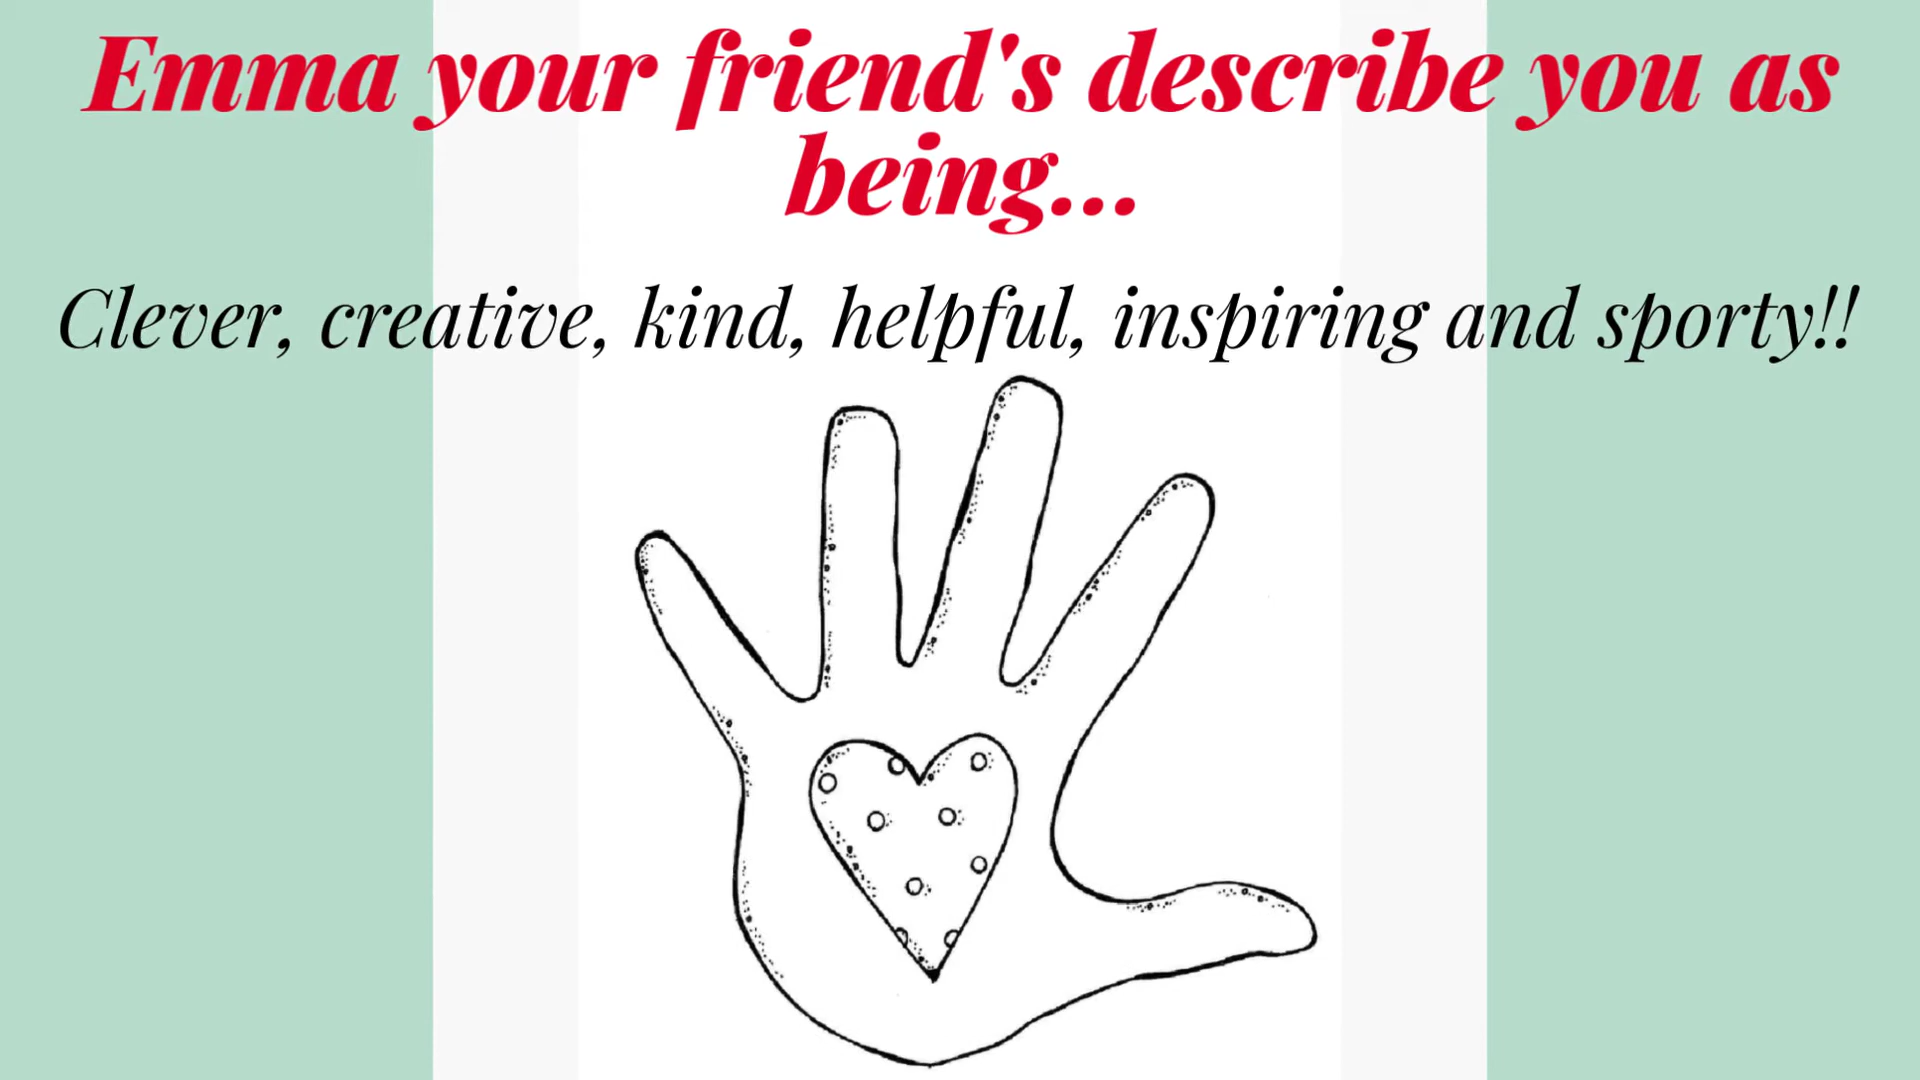 Emma your friend's describe you as
being...
Clever, creative, kind, helpful, inspiring and sporty!!